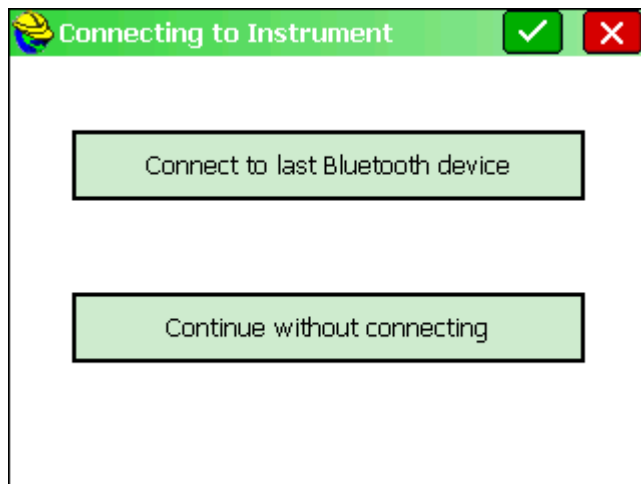 Connecting to Instrument
Connect to last Bluetooth device
Continue without connecting